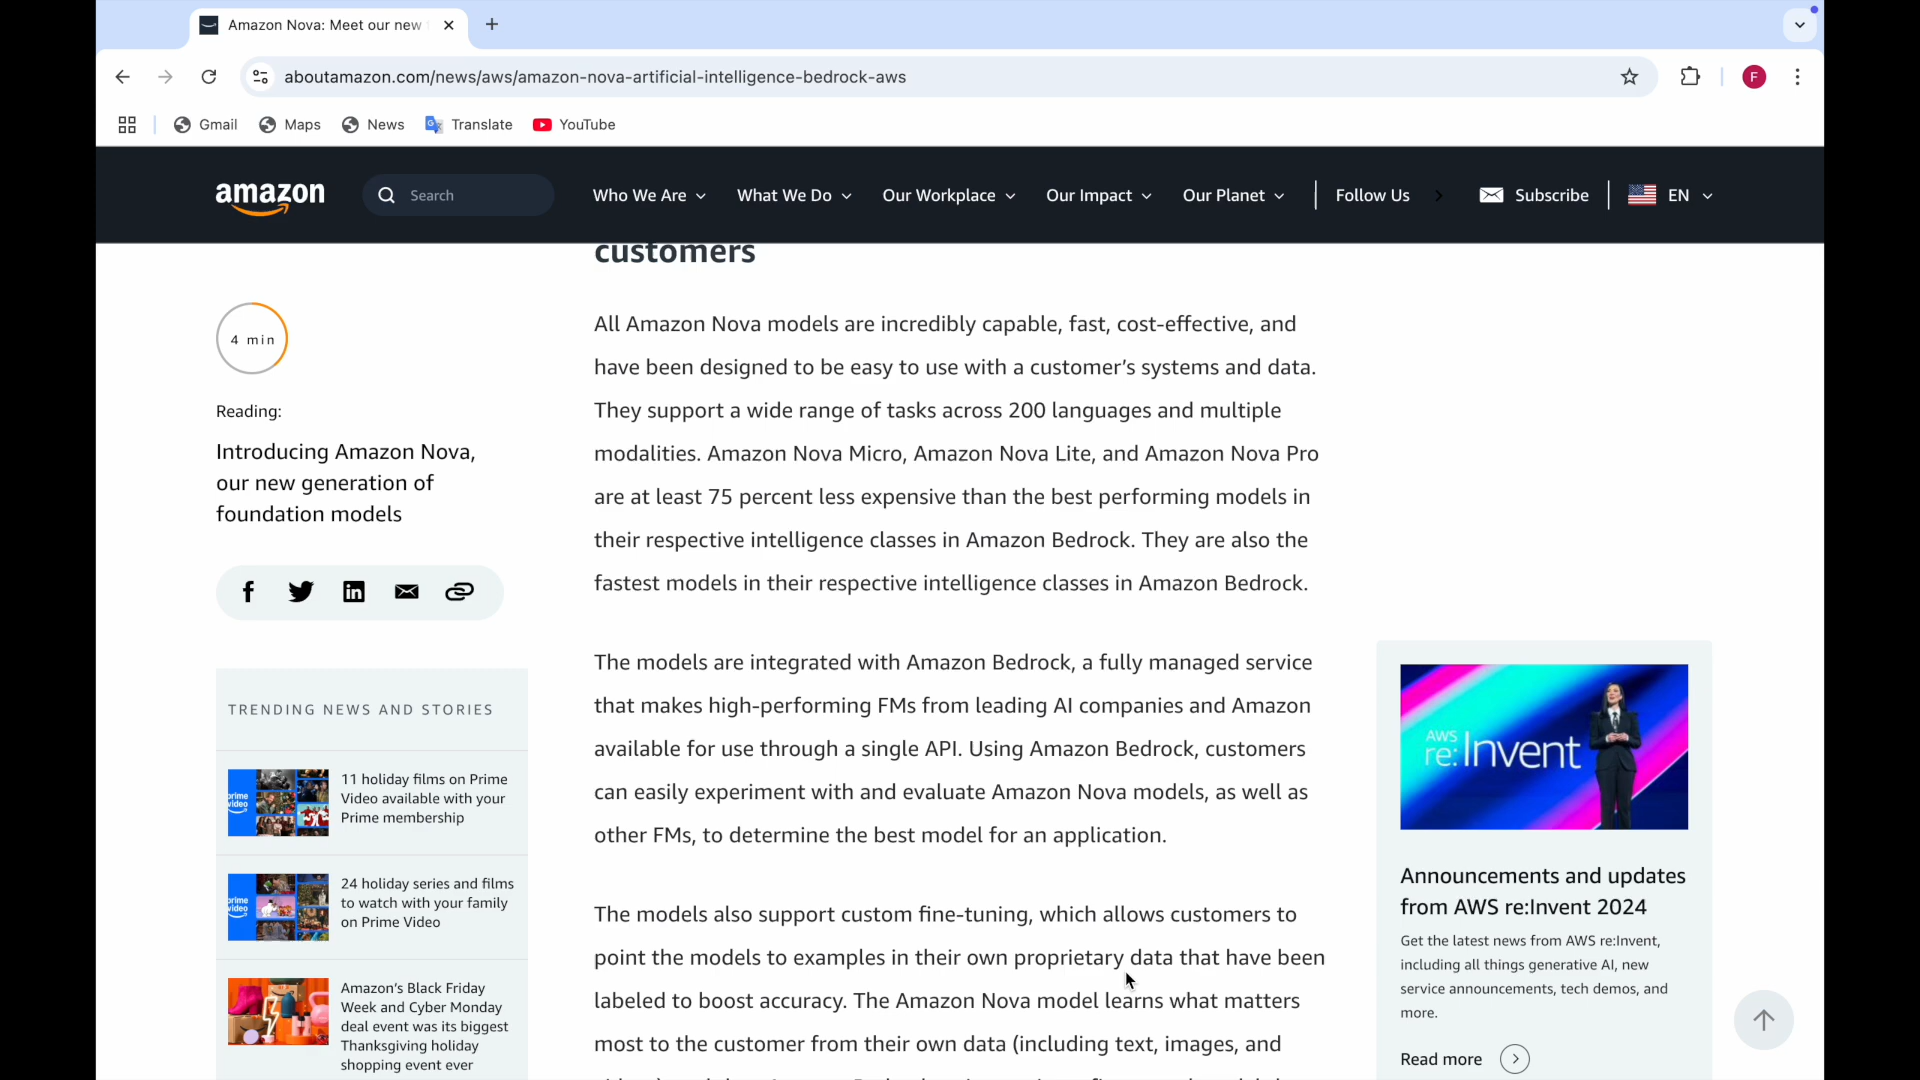 Amazon Nova: Meet our new
aboutamazon.com/news/aws/amazon-nova-artificial-intelligence-bedrock-aws
F
Gmail
Maps
News
Translate
YouTube
amazon
Search
Who We Are
What We Do
Our Workplace
Our Impact
Our Planet
Follow Us
Subscribe
EN
customers
4 min
Reading:
Introducing Amazon Nova,
our new generation of
foundation models
All Amazon Nova models are incredibly capable, fast, cost-effective, and
have been designed to be easy to use with a customer’s systems and data.
They support a wide range of tasks across 200 languages and multiple
modalities. Amazon Nova Micro, Amazon Nova Lite, and Amazon Nova Pro
are at least 75 percent less expensive than the best performing models in
their respective intelligence classes in Amazon Bedrock. They are also the
fastest models in their respective intelligence classes in Amazon Bedrock.
The models are integrated with Amazon Bedrock, a fully managed service
that makes high-performing FMs from leading AI companies and Amazon
available for use through a single API. Using Amazon Bedrock, customers
can easily experiment with and evaluate Amazon Nova models, as well as
other FMs, to determine the best model for an application.
The models also support custom fine-tuning, which allows customers to
point the models to examples in their own proprietary data that have been
labeled to boost accuracy. The Amazon Nova model learns what matters
most to the customer from their own data (including text, images, and
TRENDING NEWS AND STORIES
prime
video
11 holiday films on Prime
Video available with your
Prime membership
prime
video
24 holiday series and films
to watch with your family
on Prime Video
Amazon’s Black Friday
Week and Cyber Monday
deal event was its biggest
Thanksgiving holiday
shopping event ever
AWS
re:Invent
Announcements and updates
from AWS re:Invent 2024
Get the latest news from AWS re:Invent,
including all things generative AI, new
service announcements, tech demos, and
more.
Read more